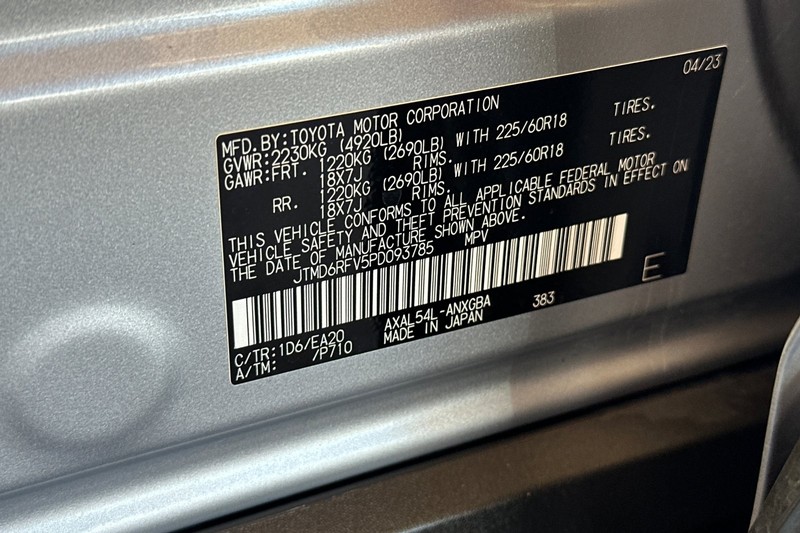 04/23
MFD.BY:TOYOTA MOTOR CORPORATION
GVWR:2230KG (4920LB)
GAWR:FRT. 1220KG (2690LB) WITH 225/60R18 TIRES.
18X7J RIMS.
RR. 1220KG (2690LB) WITH 225/60R18 TIRES.
18X7J RIMS.
THIS VEHICLE CONFORMS TO ALL APPLICABLE FEDERAL MOTOR
VEHICLE SAFETY AND THEFT PREVENTION STANDARDS IN EFFECT ON
THE DATE OF MANUFACTURE SHOWN ABOVE.
JTMD6RFV5PD093785 MPV
E
C/TR:1D6/EA20 AXAL54L-ANXGBA 383
A/TM: /P710 MADE IN JAPAN